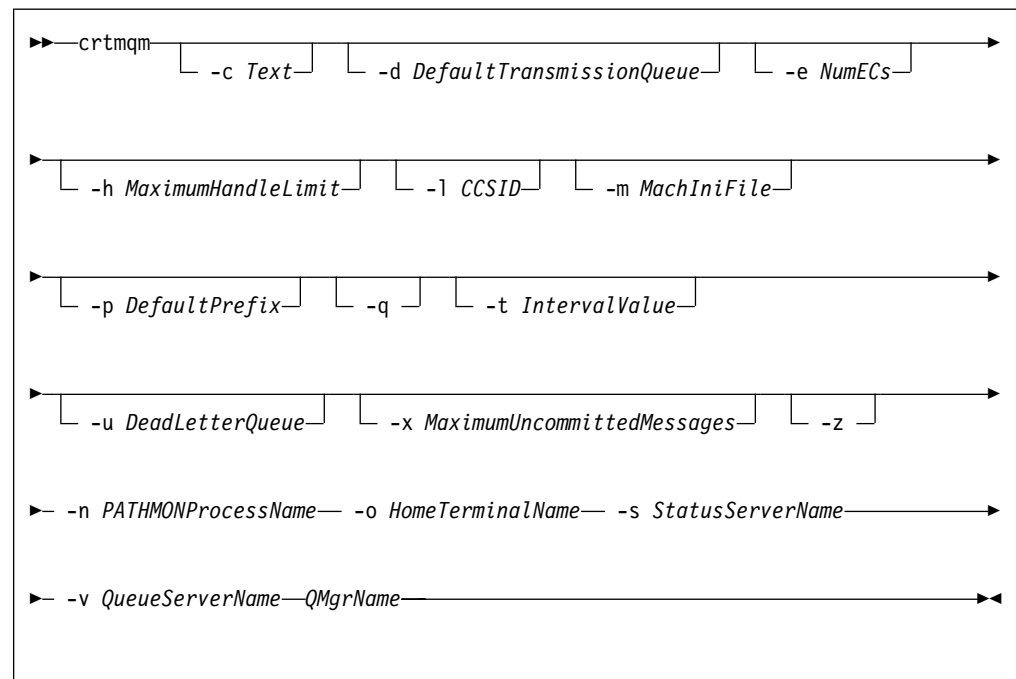 crtmqm
-c Text -d DefaultTransmissionQueue -e NumECs
-h MaximumHandleLimit -l CCSID -m MachIniFile
-p DefaultPrefix -q -t IntervalValue
-u DeadLetterQueue -x MaximumUncommittedMessages -z
-n PATHMONProcessName -o HomeTerminalName -s StatusServerName
-v QueueServerName QMgrName